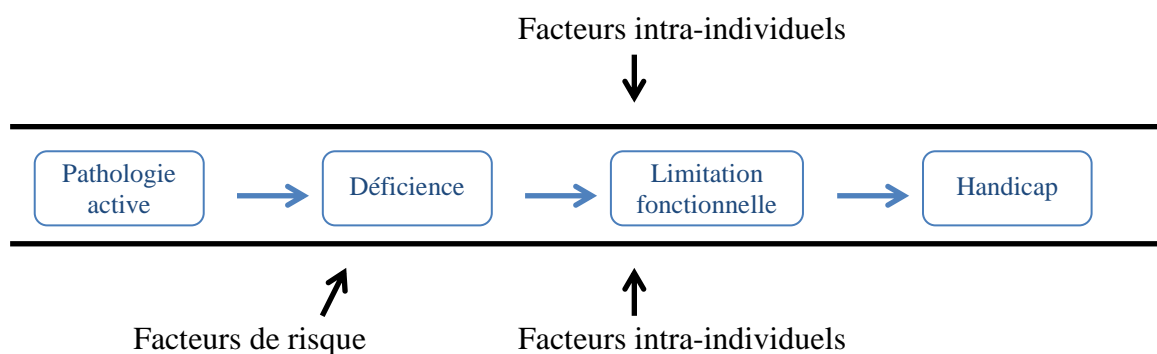 Facteurs intra-individuels
Pathologie
active
Déficience
Limitation
fonctionnelle
Handicap
Facteurs de risque
Facteurs intra-individuels